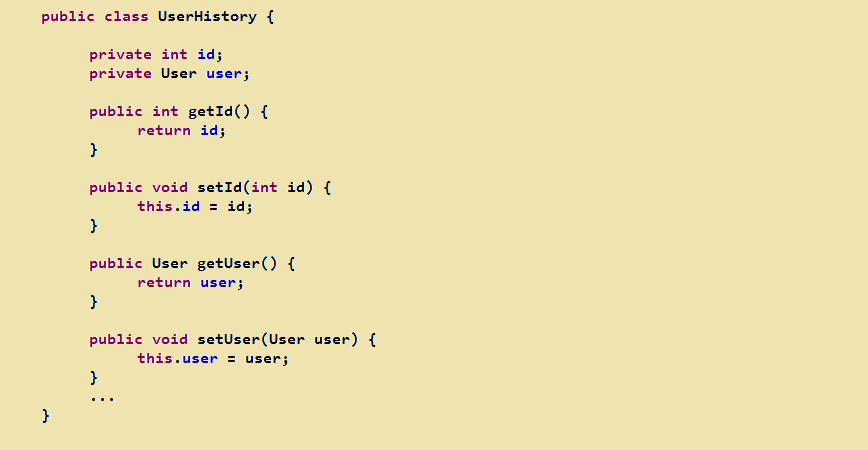 public class UserHistory {
private int id;
private User user;
public int getId() {
return id;
}
public void setId(int id) {
this.id = id;
}
public User getUser() {
return user;
}
public void setUser(User user) {
this.user = user;
}
...
}